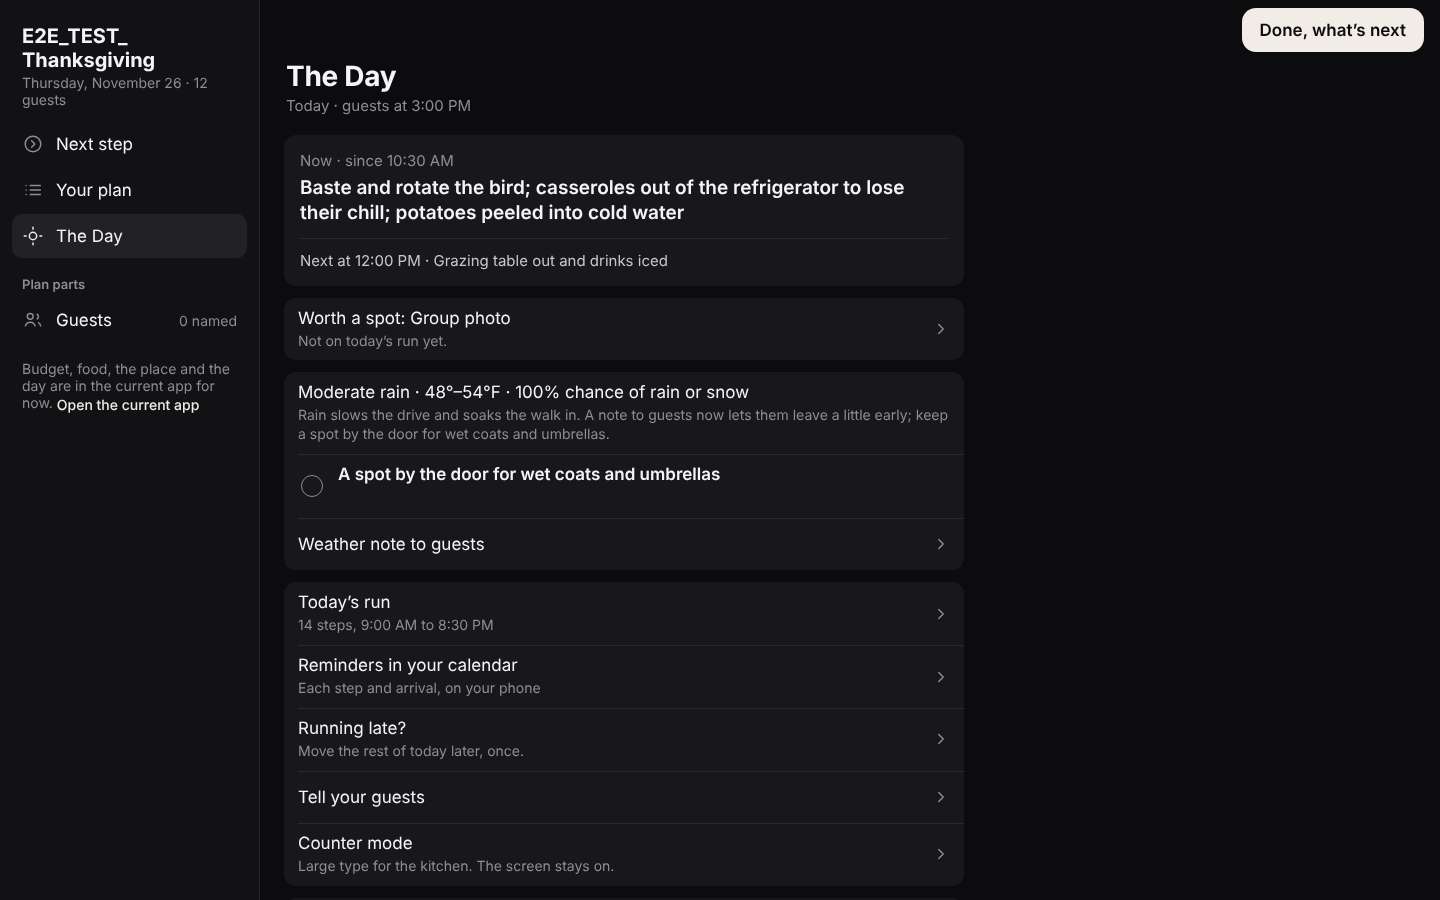 E2E_TEST_
Thanksgiving
Thursday, November 26 · 12
guests
Next step
Your plan
The Day
Plan parts
Guests
0 named
Budget, food, the place and the
day are in the current app for
now. Open the current app
Done, what’s next
The Day
Today · guests at 3:00 PM
Now · since 10:30 AM
Baste and rotate the bird; casseroles out of the refrigerator to lose
their chill; potatoes peeled into cold water
Next at 12:00 PM · Grazing table out and drinks iced
Worth a spot: Group photo
Not on today’s run yet.
Moderate rain · 48°–54°F · 100% chance of rain or snow
Rain slows the drive and soaks the walk in. A note to guests now lets them leave a little early; keep
a spot by the door for wet coats and umbrellas.
A spot by the door for wet coats and umbrellas
Weather note to guests
Today’s run
14 steps, 9:00 AM to 8:30 PM
Reminders in your calendar
Each step and arrival, on your phone
Running late?
Move the rest of today later, once.
Tell your guests
Counter mode
Large type for the kitchen. The screen stays on.